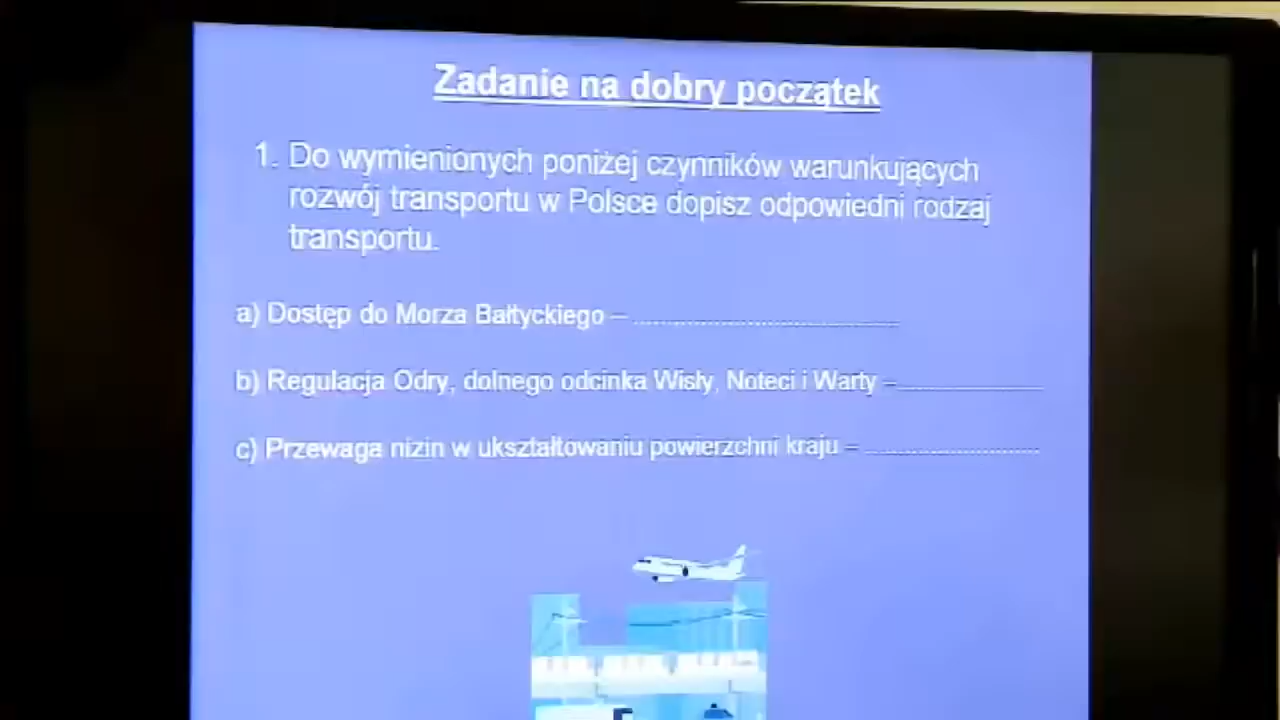 Zadanie na dobry początek
1. Do wymienionych poniżej czynników warunkujących
rozwój transportu w Polsce dopisz odpowiedni rodzaj
transportu.
a) Dostęp do Morza Bałtyckiego – ........................................
b) Regulacja Odry, dolnego odcinka Wisły, Noteci i Warty –......................
c) Przewaga nizin w ukształtowaniu powierzchni kraju – ..........................